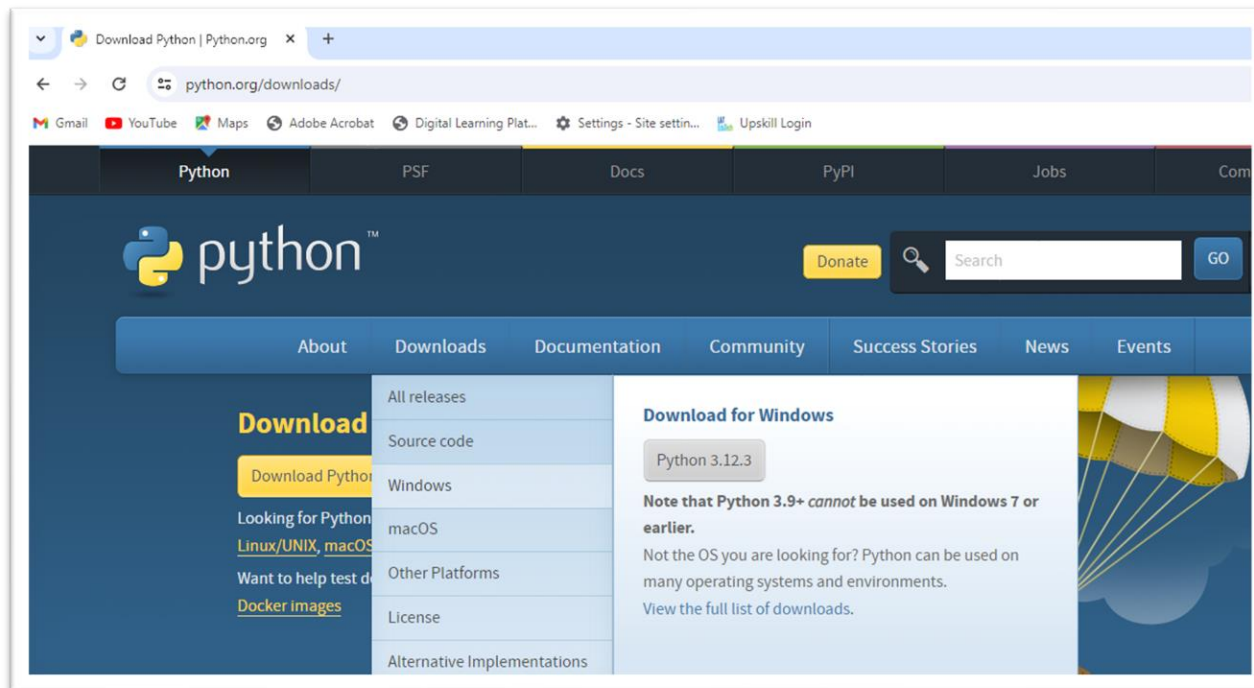 Download Python | Python.org
python.org/downloads/
Gmail YouTube Maps Adobe Acrobat Digital Learning Plat... Settings - Site settin... Upskill Login
Python PSF Docs PyPI Jobs Com
python™
Donate Search GO
About Downloads Documentation Community Success Stories News Events
Download
Download Python
Looking for Python
Linux/UNIX, macOS
Want to help test d
Docker images
All releases
Source code
Windows
macOS
Other Platforms
License
Alternative Implementations
Download for Windows
Python 3.12.3
Note that Python 3.9+ cannot be used on Windows 7 or
earlier.
Not the OS you are looking for? Python can be used on
many operating systems and environments.
View the full list of downloads.